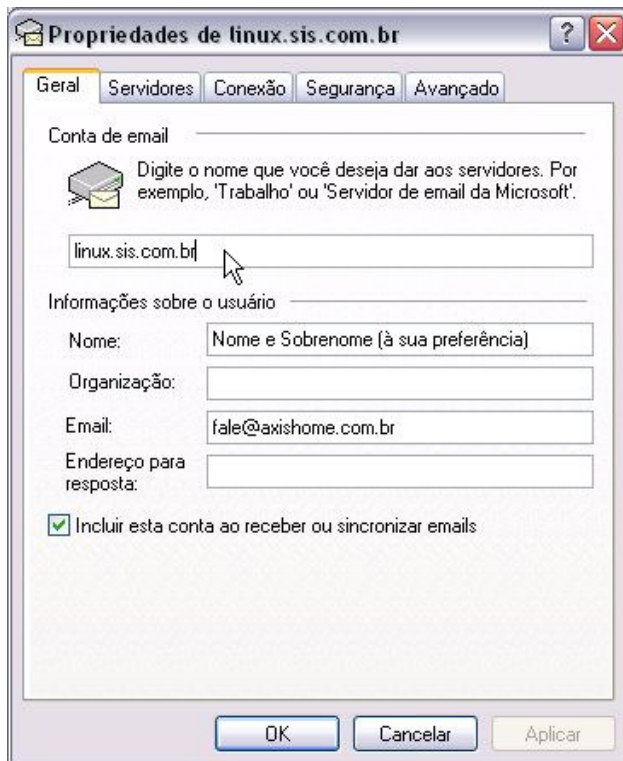 Propriedades de linux.sis.com.br
Geral Servidores Conexão Segurança Avançado
Conta de email
Digite o nome que você deseja dar aos servidores. Por
exemplo, 'Trabalho' ou 'Servidor de email da Microsoft'.
linux.sis.com.br
Informações sobre o usuário
Nome: Nome e Sobrenome (à sua preferência)
Organização:
Email: fale@axishome.com.br
Endereço para
resposta:
Incluir esta conta ao receber ou sincronizar emails
OK Cancelar Aplicar